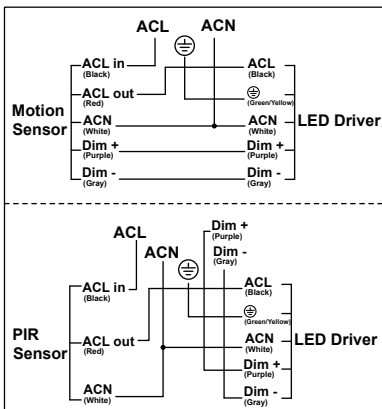 ACL ACN
ACL in
(Black)
ACL
(Black)
ACL out
(Red)
(Green/Yellow)
Motion
Sensor
LED Driver
ACN
(White)
ACN
(White)
Dim +
(Purple)
Dim +
(Purple)
Dim -
(Gray)
Dim -
(Gray)
Dim +
(Purple)
ACL
ACN
Dim -
(Gray)
ACL in
(Black)
ACL
(Black)
(Green/Yellow)
PIR
Sensor
ACL out
(Red)
ACN
(White)
LED Driver
Dim +
(Purple)
ACN
(White)
Dim -
(Gray)